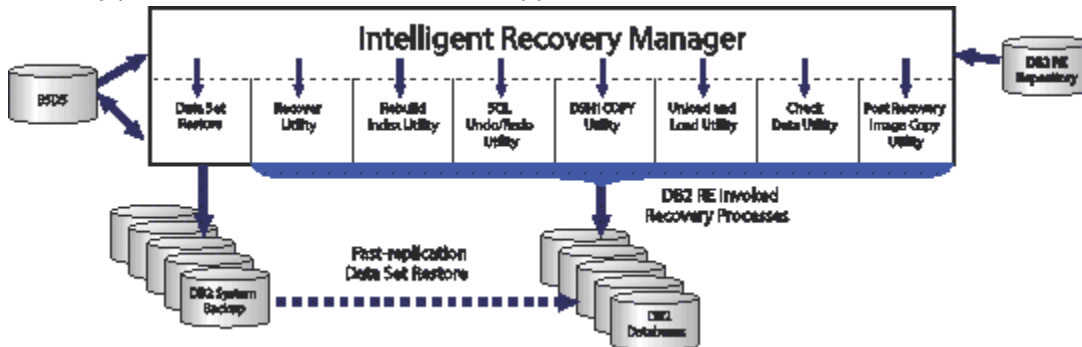 Intelligent Recovery Manager
BSDS
DB2 RE
Repository
Data Set
Restore
Recover
Utility
Rebuild
Index Utility
SQL
Undo/Redo
Utility
DSN1COPY
Utility
Unload and
Load Utility
Check
Data Utility
Post Recovery
Image Copy
Utility
DB2 RE Invoked
Recovery Processes
Fast-replication
Data Set Restore
DB2 System
Backup
DB2
Databases